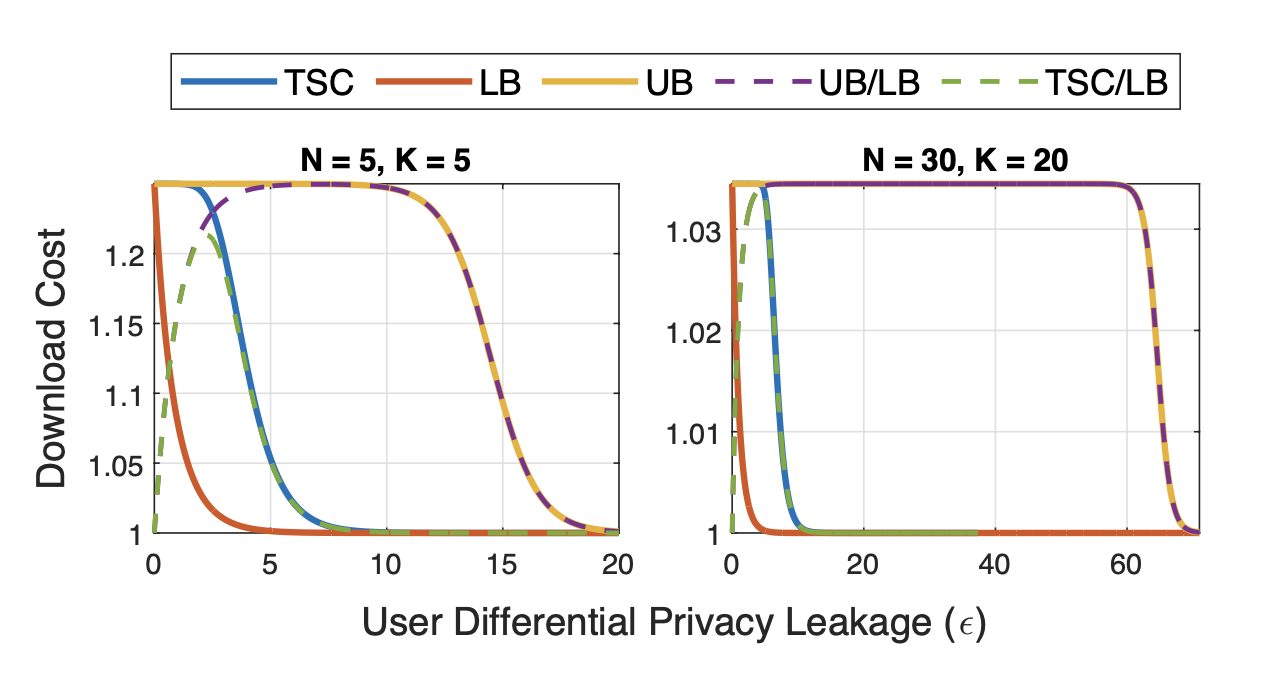 TSC LB UB UB/LB TSC/LB
N = 5, K = 5
N = 30, K = 20
Download Cost
1.2
1.15
1.1
1.05
1
0 5 10 15 20
1.03
1.02
1.01
1
0 20 40 60
User Differential Privacy Leakage (ϵ)